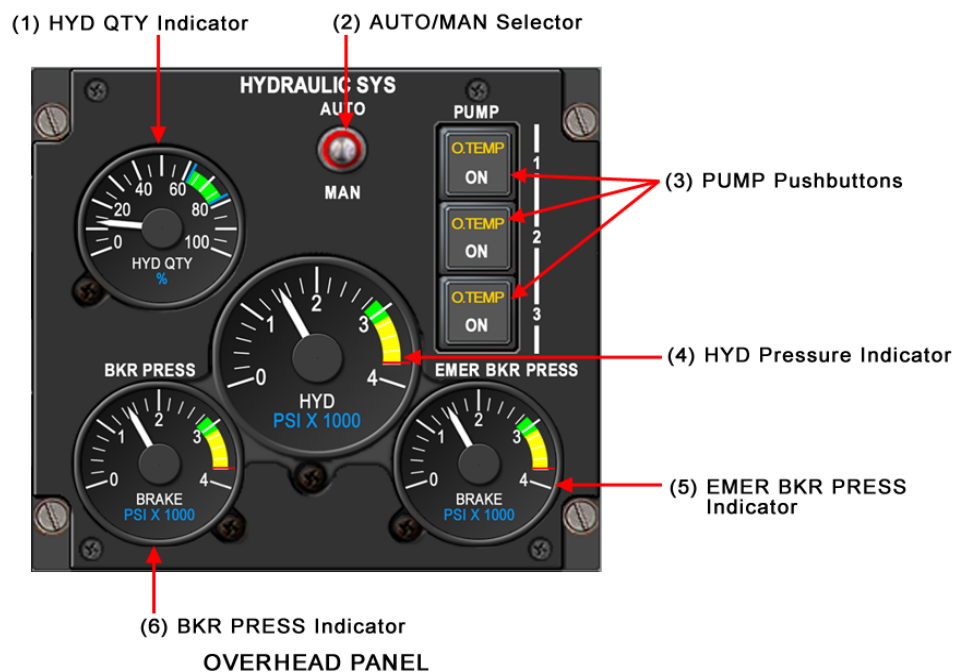 (1) HYD QTY Indicator
(2) AUTO/MAN Selector
HYDRAULIC SYS
AUTO
MAN
PUMP
O.TEMP
ON
1
O.TEMP
ON
2
O.TEMP
ON
3
(3) PUMP Pushbuttons
0 20 40 60 80 100
HYD QTY
%
0 1 2 3 4
HYD
PSI X 1000
(4) HYD Pressure Indicator
BKR PRESS
0 1 2 3 4
BRAKE
PSI X 1000
EMER BKR PRESS
0 1 2 3 4
BRAKE
PSI X 1000
(5) EMER BKR PRESS
Indicator
(6) BKR PRESS Indicator
OVERHEAD PANEL